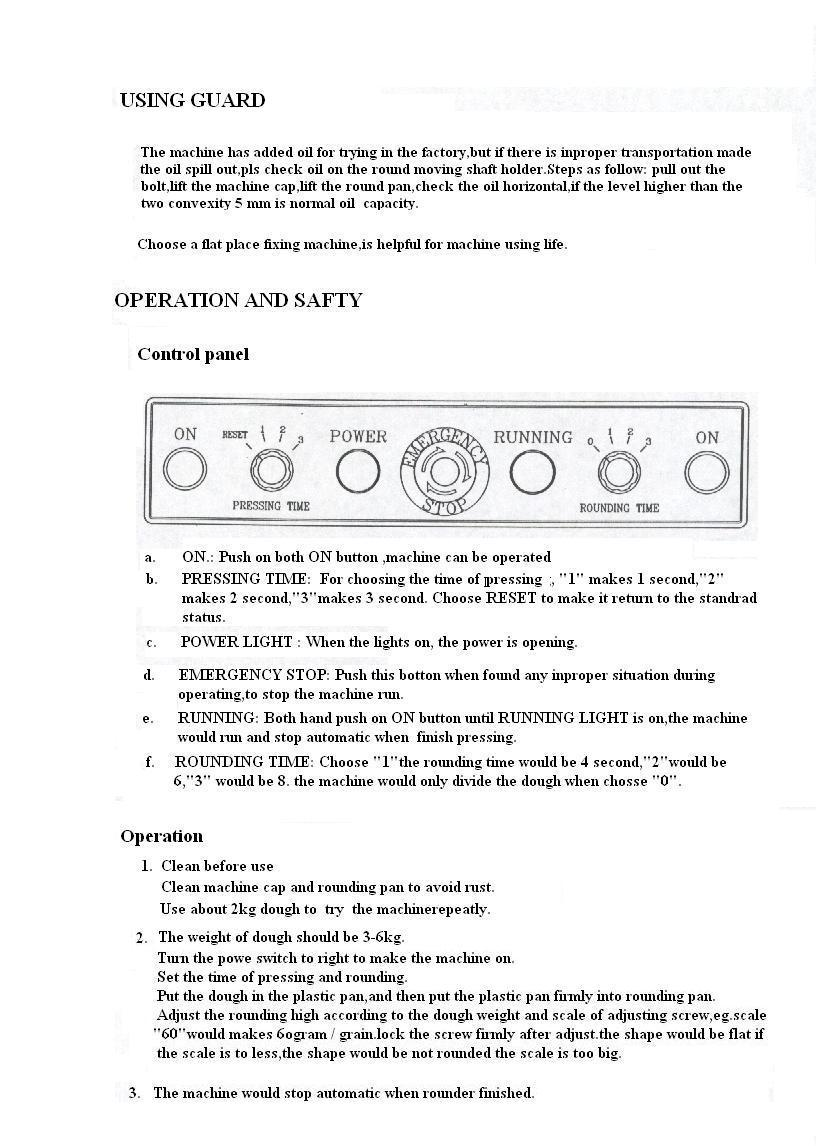 USING GUARD
The machine has added oil for trying in the factory,but if there is inproper transportation made
the oil spill out,pls check oil on the round moving shaft holder.Steps as follow: pull out the
bolt,lift the machine cap,lift the round pan,check the oil horizontal,if the level higher than the
two convexity 5 mm is normal oil capacity.
Choose a flat place fixing machine,is helpful for machine using life.
OPERATION AND SAFTY
Control panel
ON RESET 1 2 3 POWER EMERGENCY STOP RUNNING 0 1 2 3 ON
PRESSING TIME ROUNDING TIME
a. ON.: Push on both ON button ,machine can be operated
b. PRESSING TIME: For choosing the time of pressing :, "1" makes 1 second,"2"
makes 2 second,"3"makes 3 second. Choose RESET to make it return to the standrad
status.
c. POWER LIGHT : When the lights on, the power is opening.
d. EMERGENCY STOP: Push this botton when found any inproper situation during
operating,to stop the machine run.
e. RUNNING: Both hand push on ON button until RUNNING LIGHT is on,the machine
would run and stop automatic when finish pressing.
f. ROUNDING TIME: Choose "1"the rounding time would be 4 second,"2"would be
6,"3" would be 8. the machine would only divide the dough when chosse "0".
Operation
1. Clean before use
Clean machine cap and rounding pan to avoid rust.
Use about 2kg dough to try the machinerepeatly.
2. The weight of dough should be 3-6kg.
Turn the powe switch to right to make the machine on.
Set the time of pressing and rounding.
Put the dough in the plastic pan,and then put the plastic pan firmly into rounding pan.
Adjust the rounding high according to the dough weight and scale of adjusting screw,eg.scale
"60"would makes 6ogram / grain.lock the screw firmly after adjust.the shape would be flat if
the scale is to less,the shape would be not rounded the scale is too big.
3. The machine would stop automatic when rounder finished.